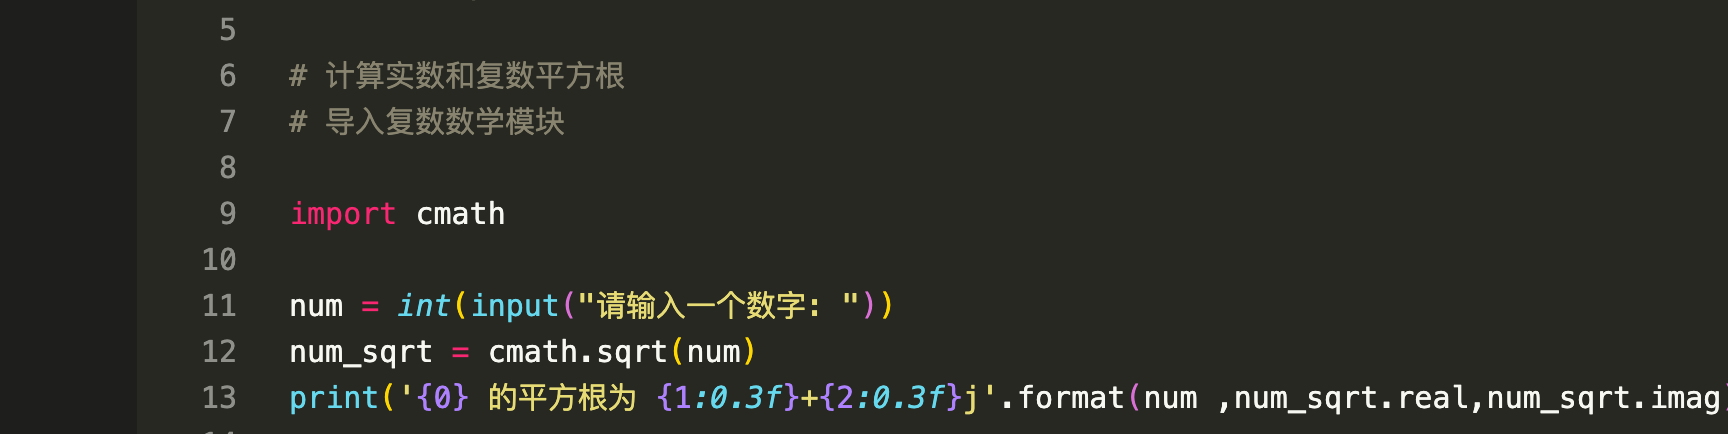 5
6 # 计算实数和复数平方根
7 # 导入复数数学模块
8
9 import cmath
10
11 num = int(input("请输入一个数字: "))
12 num_sqrt = cmath.sqrt(num)
13 print('{0} 的平方根为 {1:0.3f}+{2:0.3f}j'.format(num ,num_sqrt.real,num_sqrt.imag